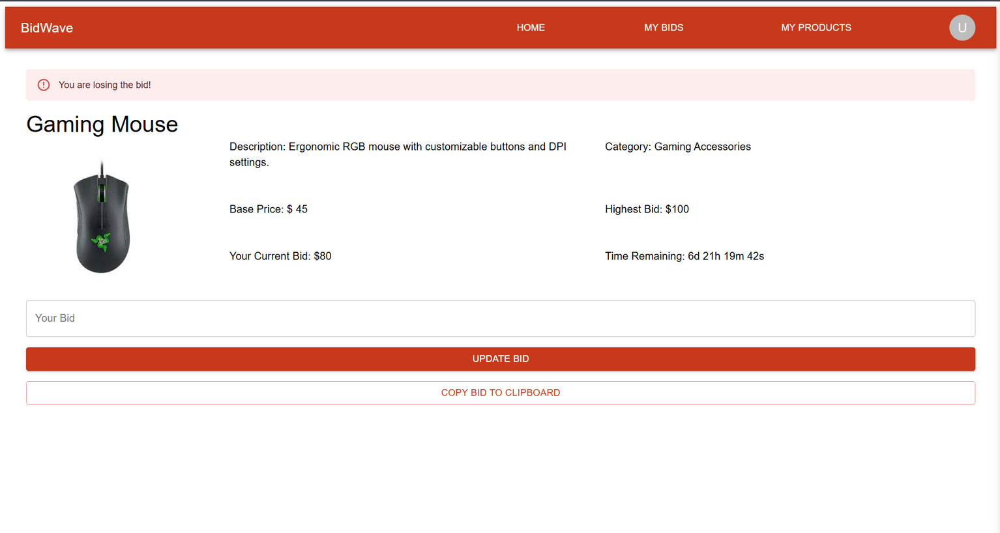 BidWave
HOME
MY BIDS
MY PRODUCTS
U
You are losing the bid!
Gaming Mouse
Description: Ergonomic RGB mouse with customizable buttons and DPI
settings.
Category: Gaming Accessories
Base Price: $ 45
Highest Bid: $100
Your Current Bid: $80
Time Remaining: 6d 21h 19m 42s
Your Bid
UPDATE BID
COPY BID TO CLIPBOARD